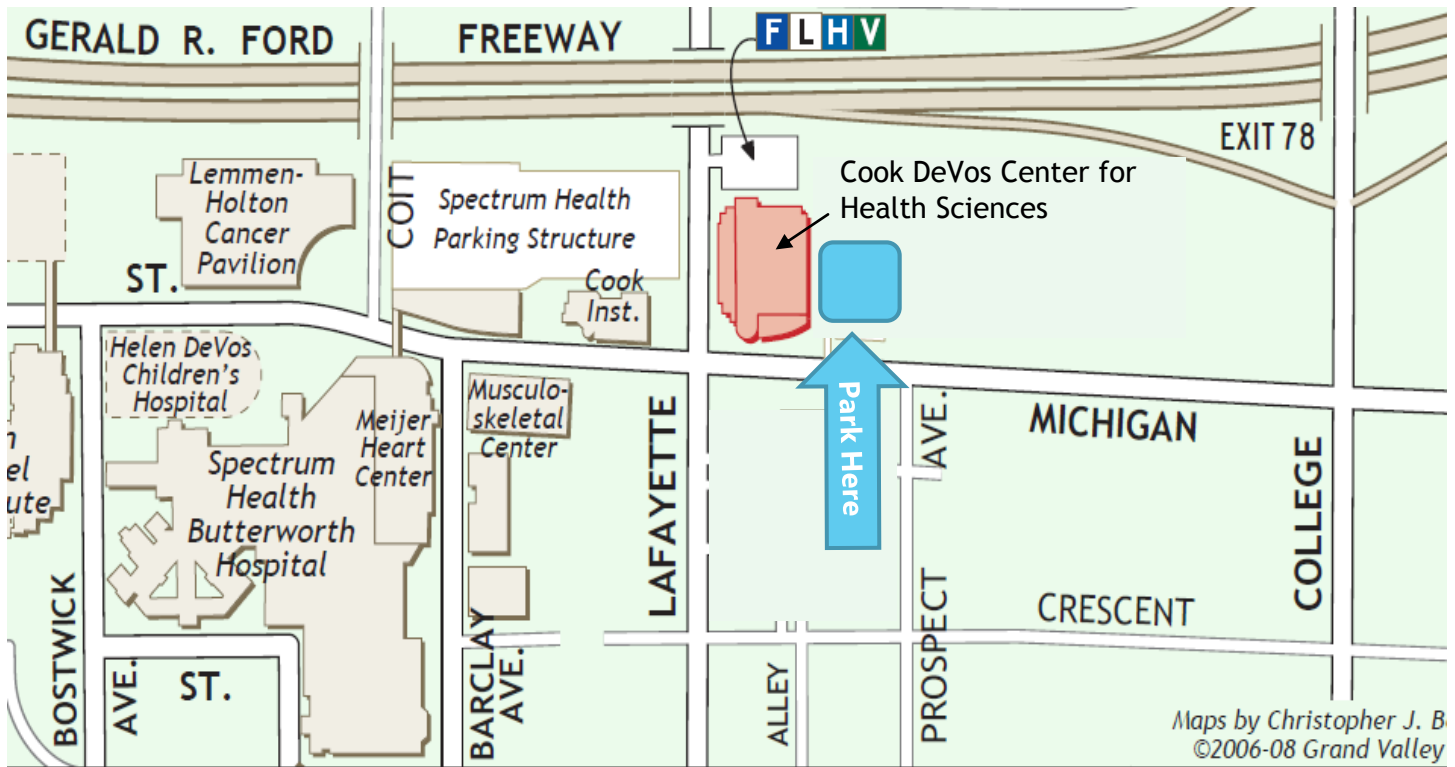 GERALD R. FORD FREEWAY
F L H V
EXIT 78
Cook DeVos Center for
Health Sciences
Lemmen-
Holton
Cancer
Pavilion
COIT
Spectrum Health
Parking Structure
Cook
Inst.
ST.
Helen DeVos
Children's
Hospital
Meijer
Heart
Center
Musculo-
skeletal
Center
Park Here
AVE.
MICHIGAN
Spectrum
Health
Butterworth
Hospital
n
el
ute
LAFAYETTE
COLLEGE
BOSTWICK
AVE.
ST.
BARCLAY
AVE.
ALLEY
PROSPECT
CRESCENT
Maps by Christopher J. B
©2006-08 Grand Valley